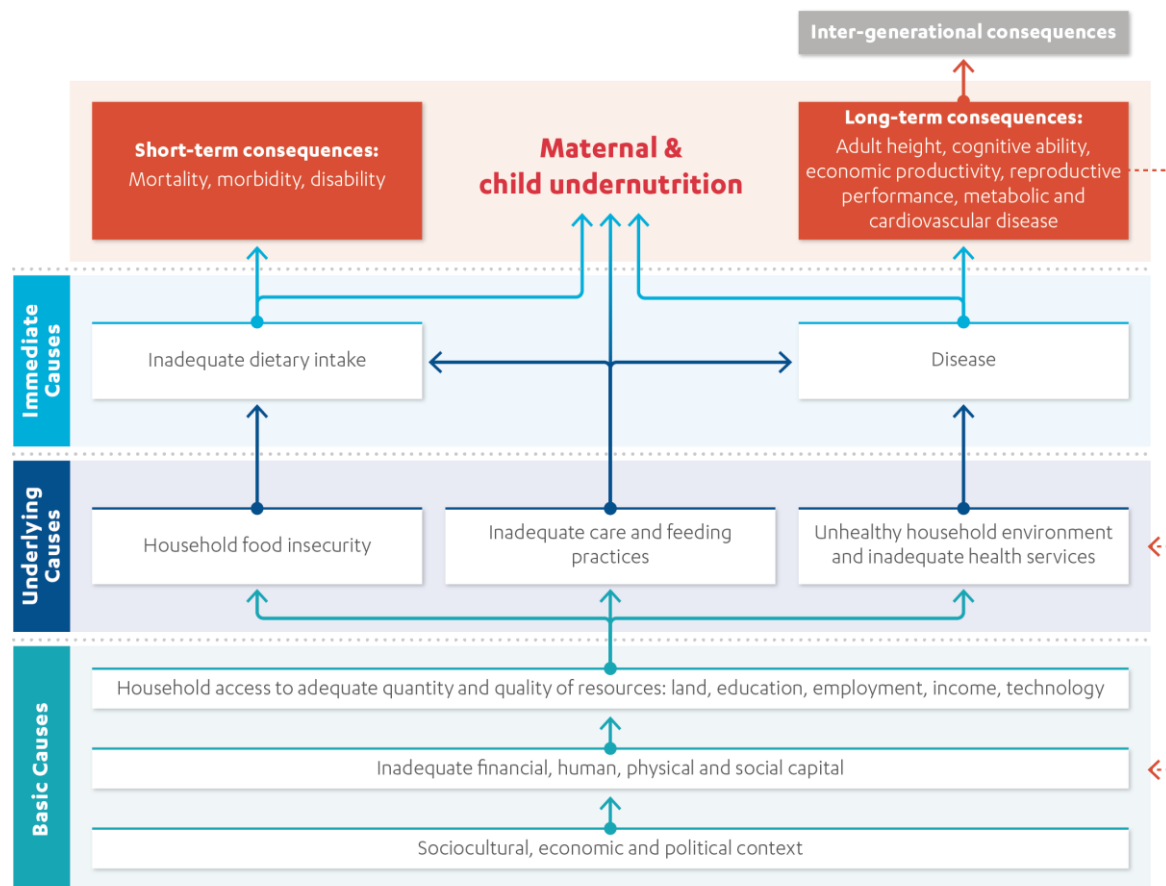 Inter-generational consequences
Short-term consequences:
Mortality, morbidity, disability
Maternal &
child undernutrition
Long-term consequences:
Adult height, cognitive ability,
economic productivity, reproductive
performance, metabolic and
cardiovascular disease
Immediate
Causes
Inadequate dietary intake
Disease
Underlying
Causes
Household food insecurity
Inadequate care and feeding
practices
Unhealthy household environment
and inadequate health services
Basic Causes
Household access to adequate quantity and quality of resources: land, education, employment, income, technology
Inadequate financial, human, physical and social capital
Sociocultural, economic and political context